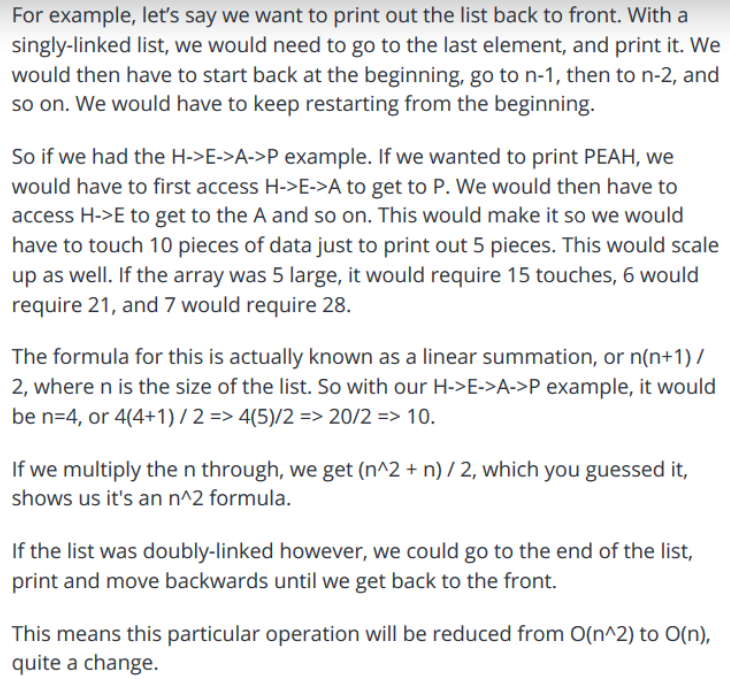 For example, let’s say we want to print out the list back to front. With a
singly-linked list, we would need to go to the last element, and print it. We
would then have to start back at the beginning, go to n-1, then to n-2, and
so on. We would have to keep restarting from the beginning.
So if we had the H->E->A->P example. If we wanted to print PEAH, we
would have to first access H->E->A to get to P. We would then have to
access H->E to get to the A and so on. This would make it so we would
have to touch 10 pieces of data just to print out 5 pieces. This would scale
up as well. If the array was 5 large, it would require 15 touches, 6 would
require 21, and 7 would require 28.
The formula for this is actually known as a linear summation, or n(n+1) /
2, where n is the size of the list. So with our H->E->A->P example, it would
be n=4, or 4(4+1) / 2 => 4(5)/2 => 20/2 => 10.
If we multiply the n through, we get (n^2 + n) / 2, which you guessed it,
shows us it's an n^2 formula.
If the list was doubly-linked however, we could go to the end of the list,
print and move backwards until we get back to the front.
This means this particular operation will be reduced from O(n^2) to O(n),
quite a change.